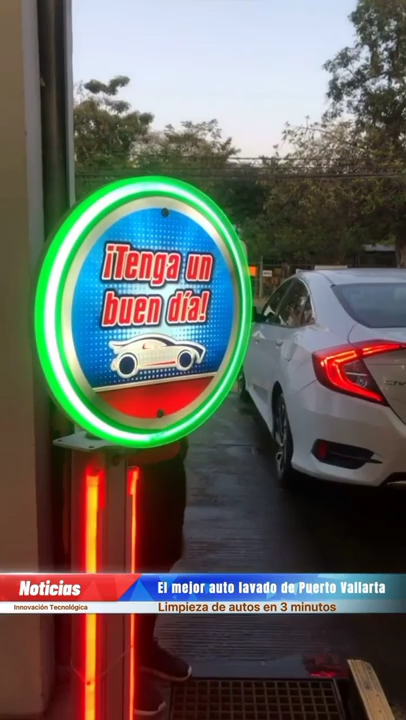 ¡Tenga un
buen día!
Noticias
El mejor auto lavado de Puerto Vallarta
Innovación Tecnológica
Limpieza de autos en 3 minutos